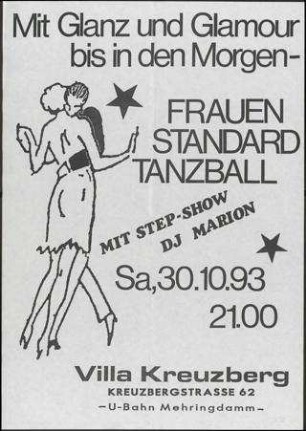 Mit Glanz und Glamour
bis in den Morgen-
FRAUEN
STANDARD
TANZBALL
MIT STEP-SHOW
DJ MARION
Sa,30.10.93
21.00
Villa Kreuzberg
KREUZBERGSTRASSE 62
-U-Bahn Mehringdamm-